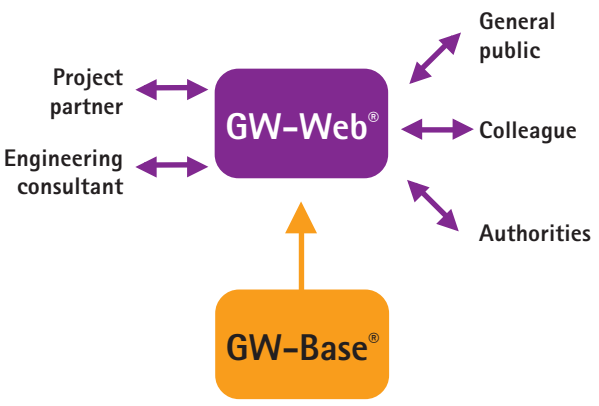 General
public
Project
partner
GW-Web®
Colleague
Engineering
consultant
Authorities
GW-Base®